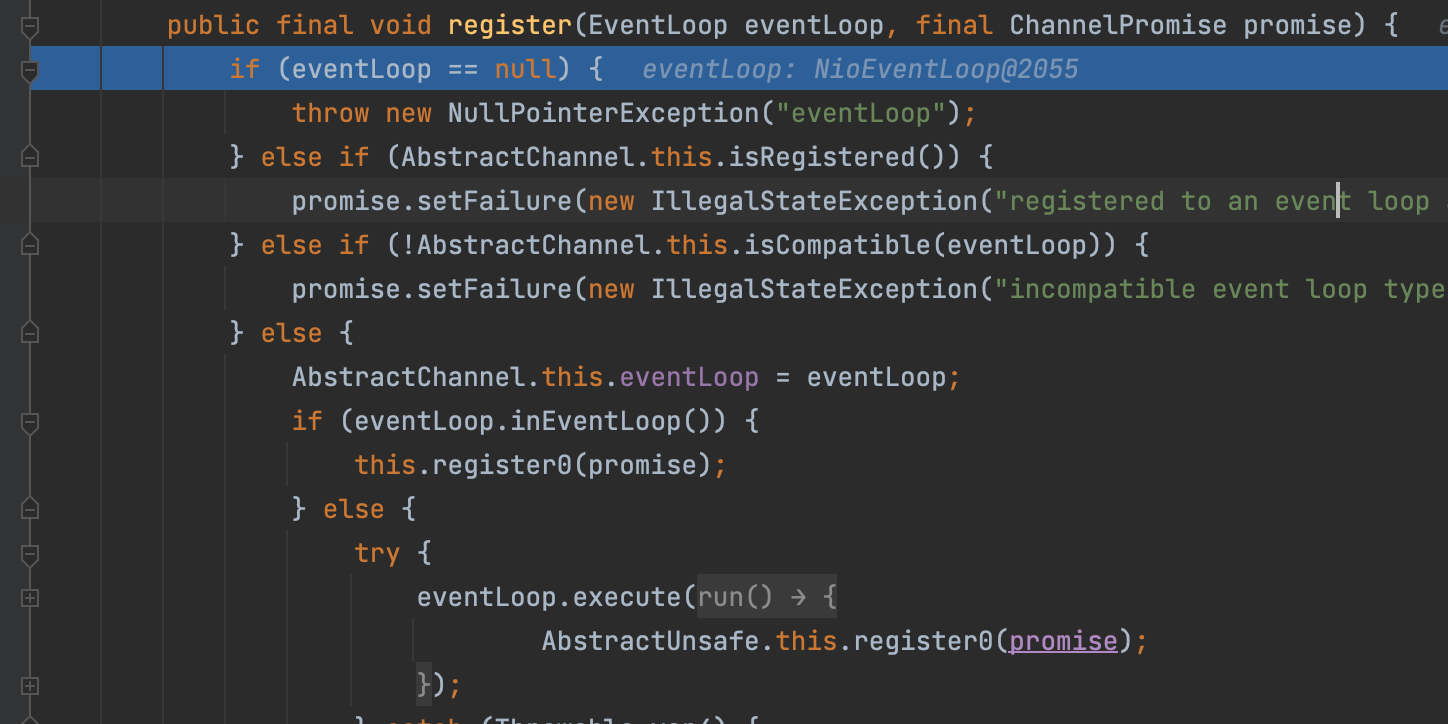 public final void register(EventLoop eventLoop, final ChannelPromise promise) {
if (eventLoop == null) { eventLoop: NioEventLoop@2055
throw new NullPointerException("eventLoop");
} else if (AbstractChannel.this.isRegistered()) {
promise.setFailure(new IllegalStateException("registered to an event loop
} else if (!AbstractChannel.this.isCompatible(eventLoop)) {
promise.setFailure(new IllegalStateException("incompatible event loop type
} else {
AbstractChannel.this.eventLoop = eventLoop;
if (eventLoop.inEventLoop()) {
this.register0(promise);
} else {
try {
eventLoop.execute(run() → {
AbstractUnsafe.this.register0(promise);
});
} catch (Throwable var4) {